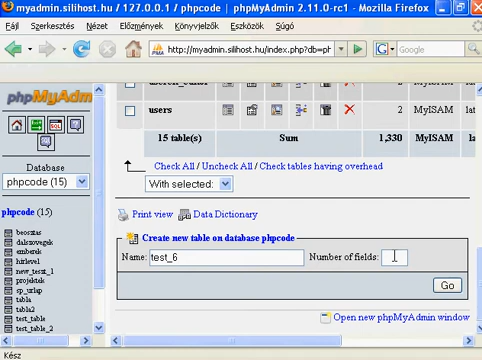 myadmin.silihost.hu / 127.0.0.1 / phpcode | phpMyAdmin 2.11.0-rc1 - Mozilla Firefox
Fájl Szerkesztés Nézet Előzmények Könyvjelzők Eszközök Súgó
http://myadmin.silihost.hu/index.php?db=ph
Google
phpMyAdm
Database
phpcode (15)
phpcode (15)
beosztas
dalszovegek
emberek
hirlevel
new_teszt_1
projektek
sp_urlap
tabla
tabla2
test_table
test_table_2
users 2 MyISAM lat
15 table(s) Sum 1,330 MyISAM lat
Check All / Uncheck All / Check tables having overhead
With selected:
Print view Data Dictionary
Create new table on database phpcode
Name: test_6 Number of fields:
Go
Open new phpMyAdmin window
Kész